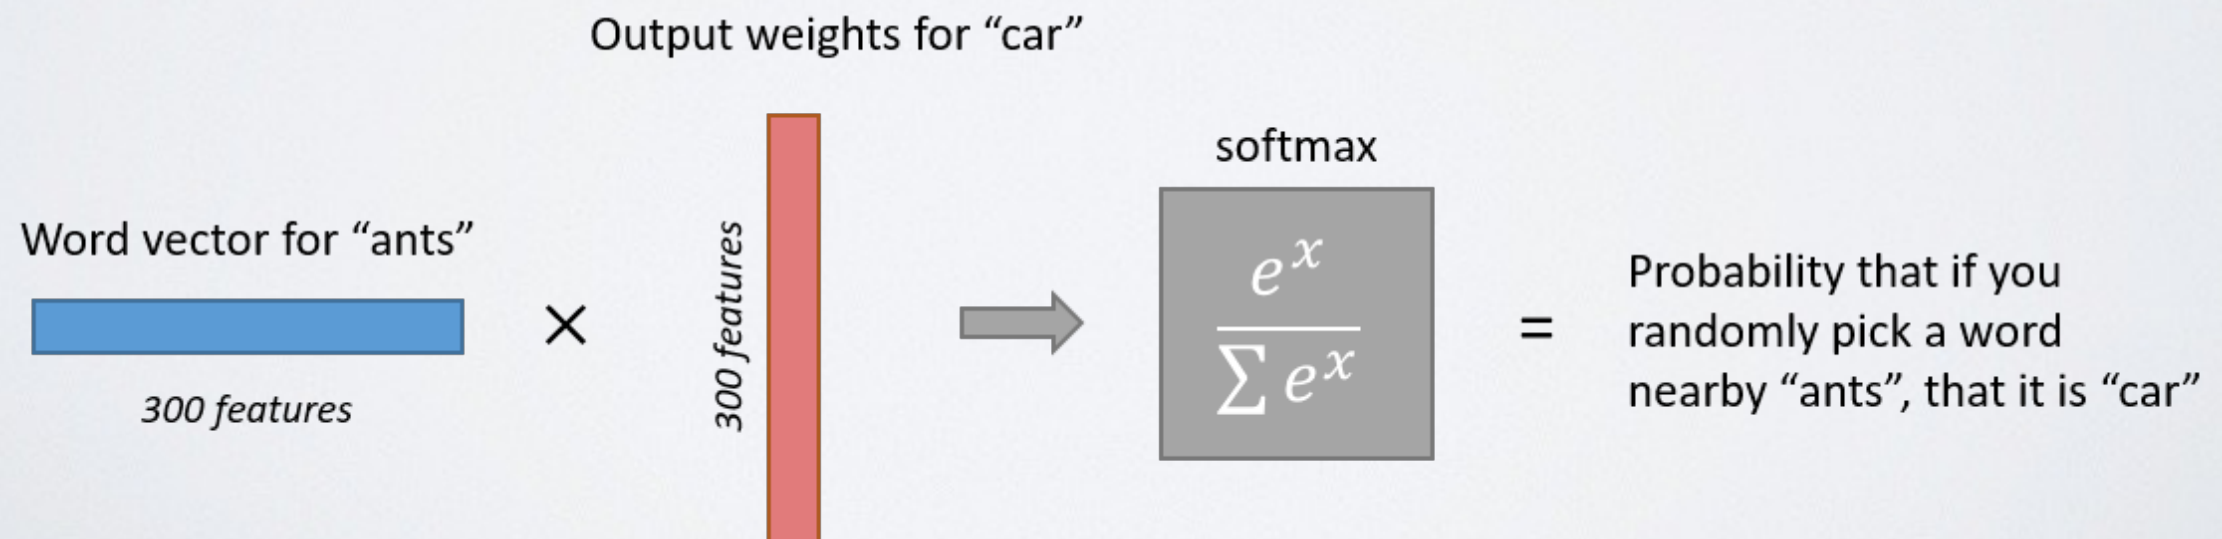 Output weights for “car”
softmax
Word vector for “ants”
300 features
×
300 features
e^x
∑ e^x
=
Probability that if you
randomly pick a word
nearby “ants”, that it is “car”